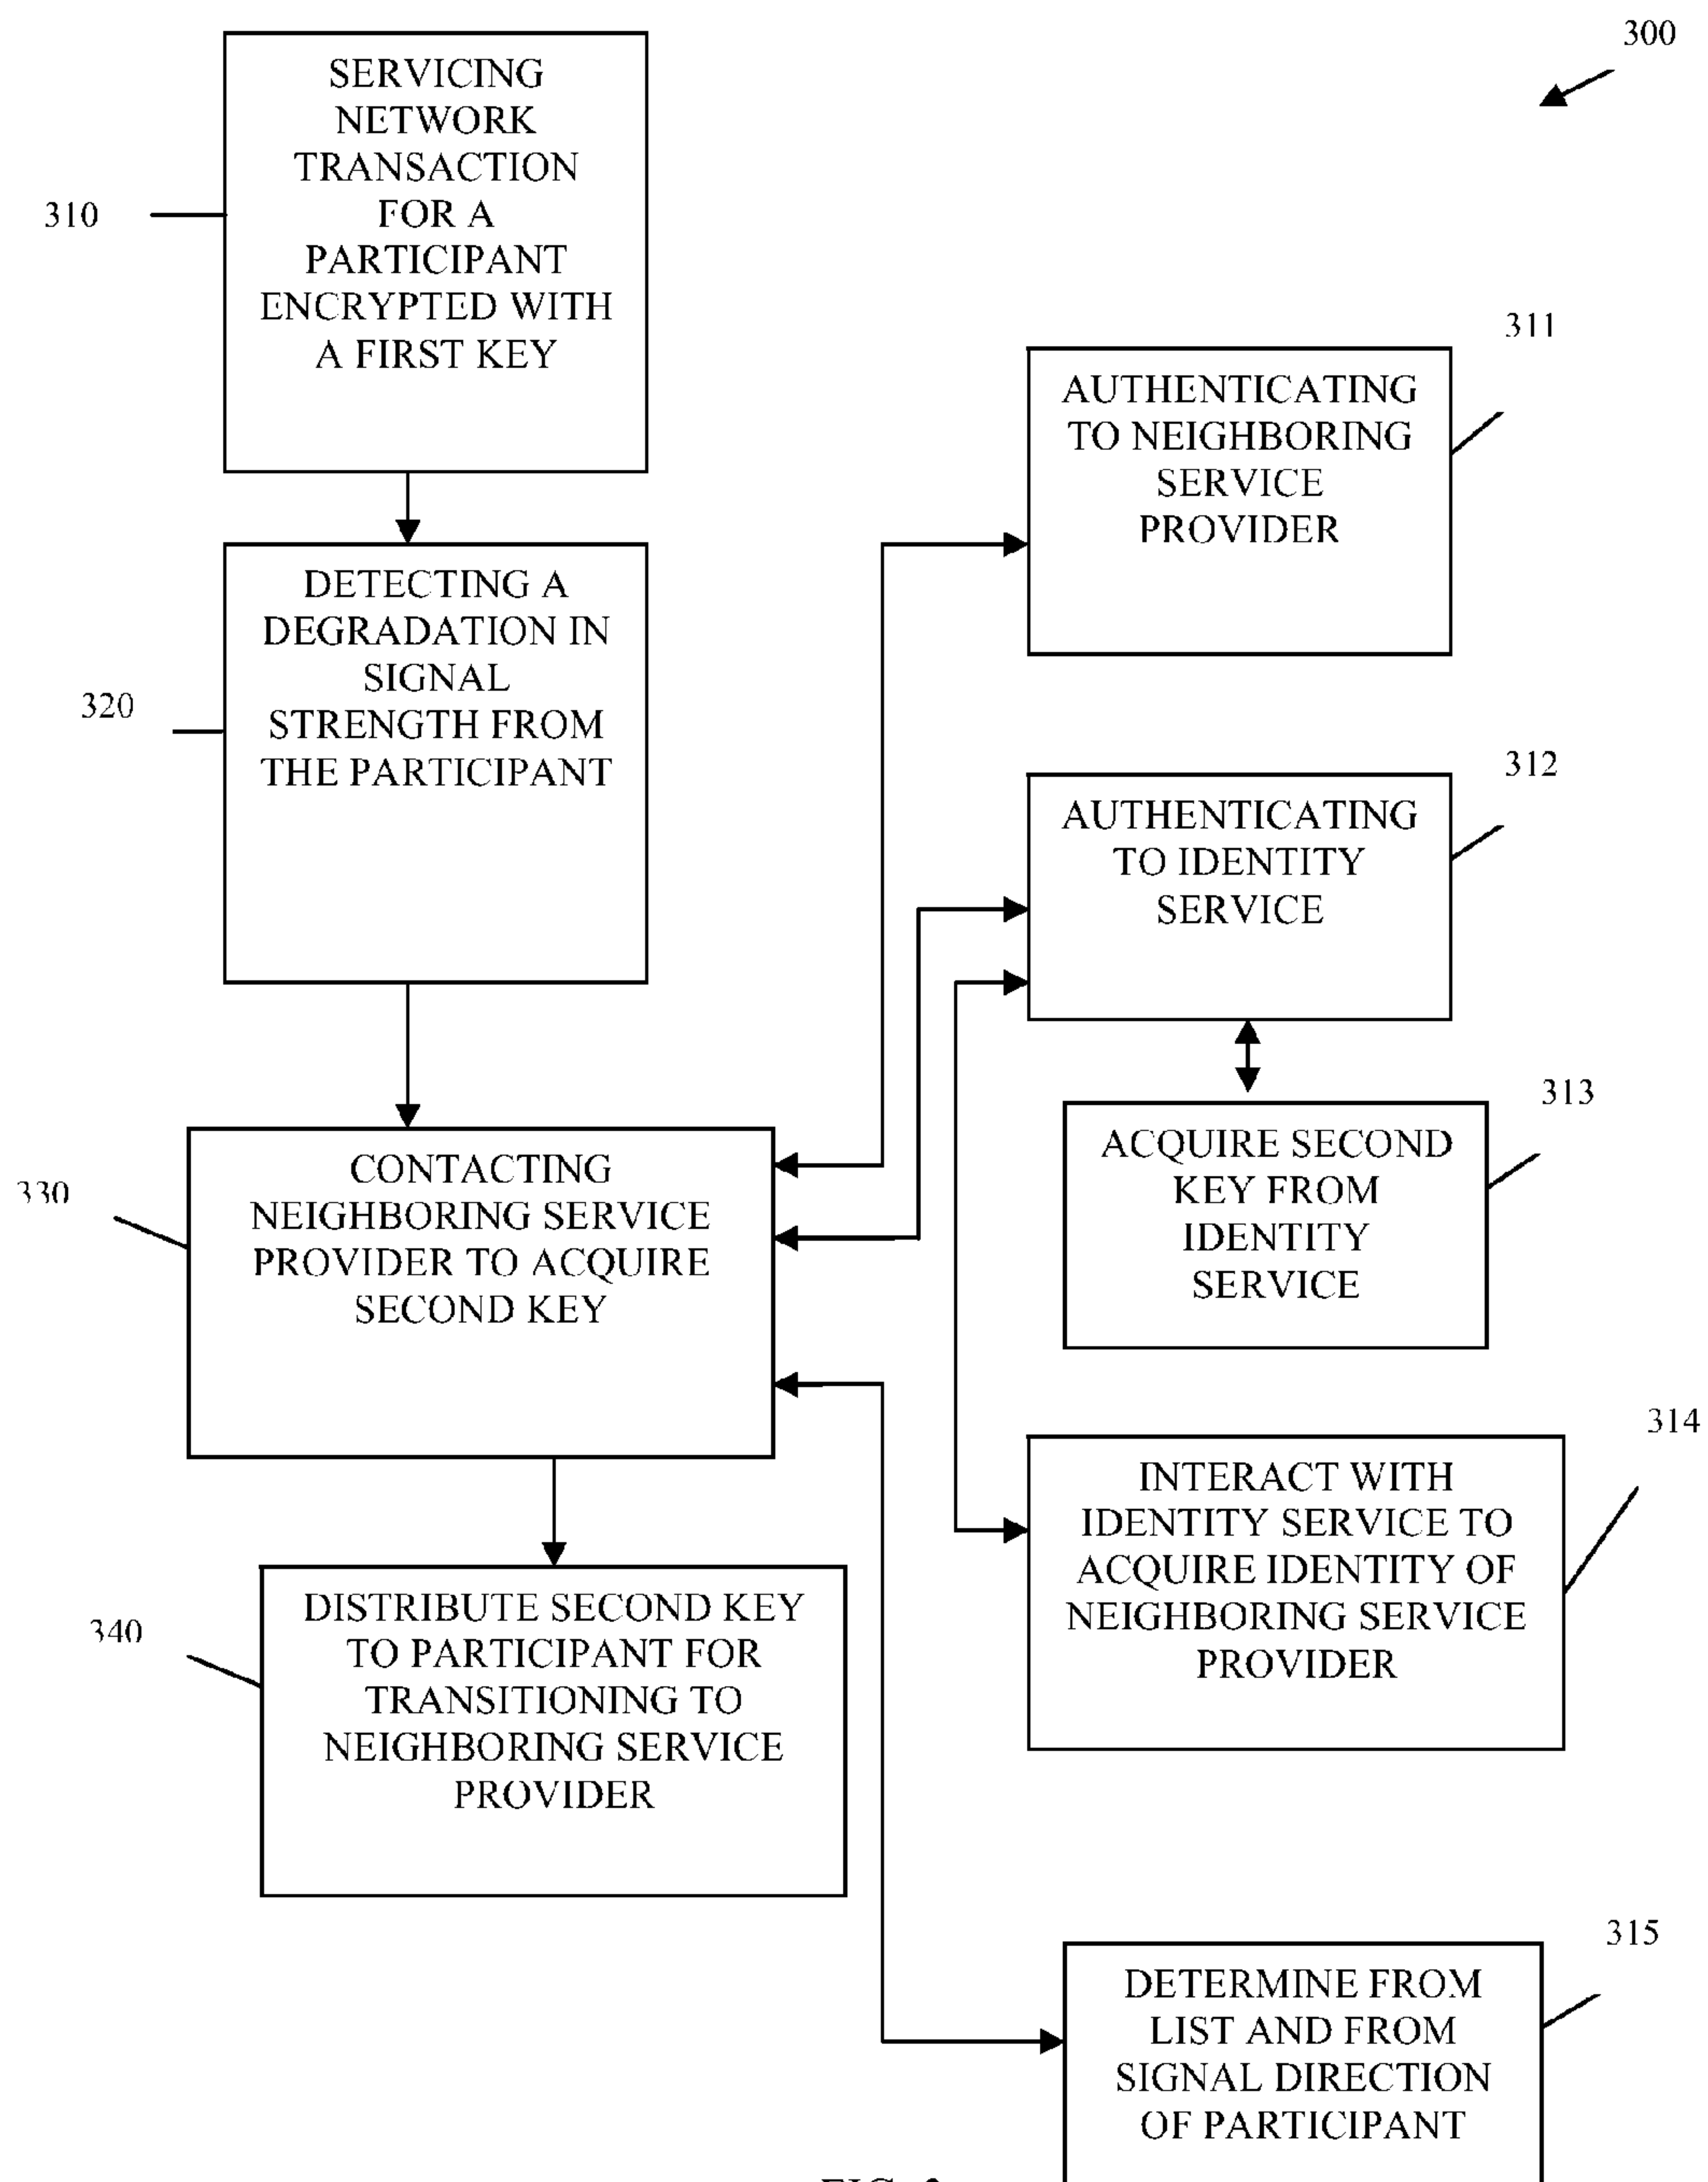 300
SERVICING
NETWORK
TRANSACTION
FOR A
PARTICIPANT
ENCRYPTED WITH
A FIRST KEY
310
311
AUTHENTICATING
TO NEIGHBORING
SERVICE
PROVIDER
DETECTING A
DEGRADATION IN
SIGNAL
STRENGTH FROM
THE PARTICIPANT
320
312
AUTHENTICATING
TO IDENTITY
SERVICE
313
ACQUIRE SECOND
KEY FROM
IDENTITY
SERVICE
330
CONTACTING
NEIGHBORING SERVICE
PROVIDER TO ACQUIRE
SECOND KEY
314
INTERACT WITH
IDENTITY SERVICE TO
ACQUIRE IDENTITY OF
NEIGHBORING SERVICE
PROVIDER
340
DISTRIBUTE SECOND KEY
TO PARTICIPANT FOR
TRANSITIONING TO
NEIGHBORING SERVICE
PROVIDER
315
DETERMINE FROM
LIST AND FROM
SIGNAL DIRECTION
OF PARTICIPANT